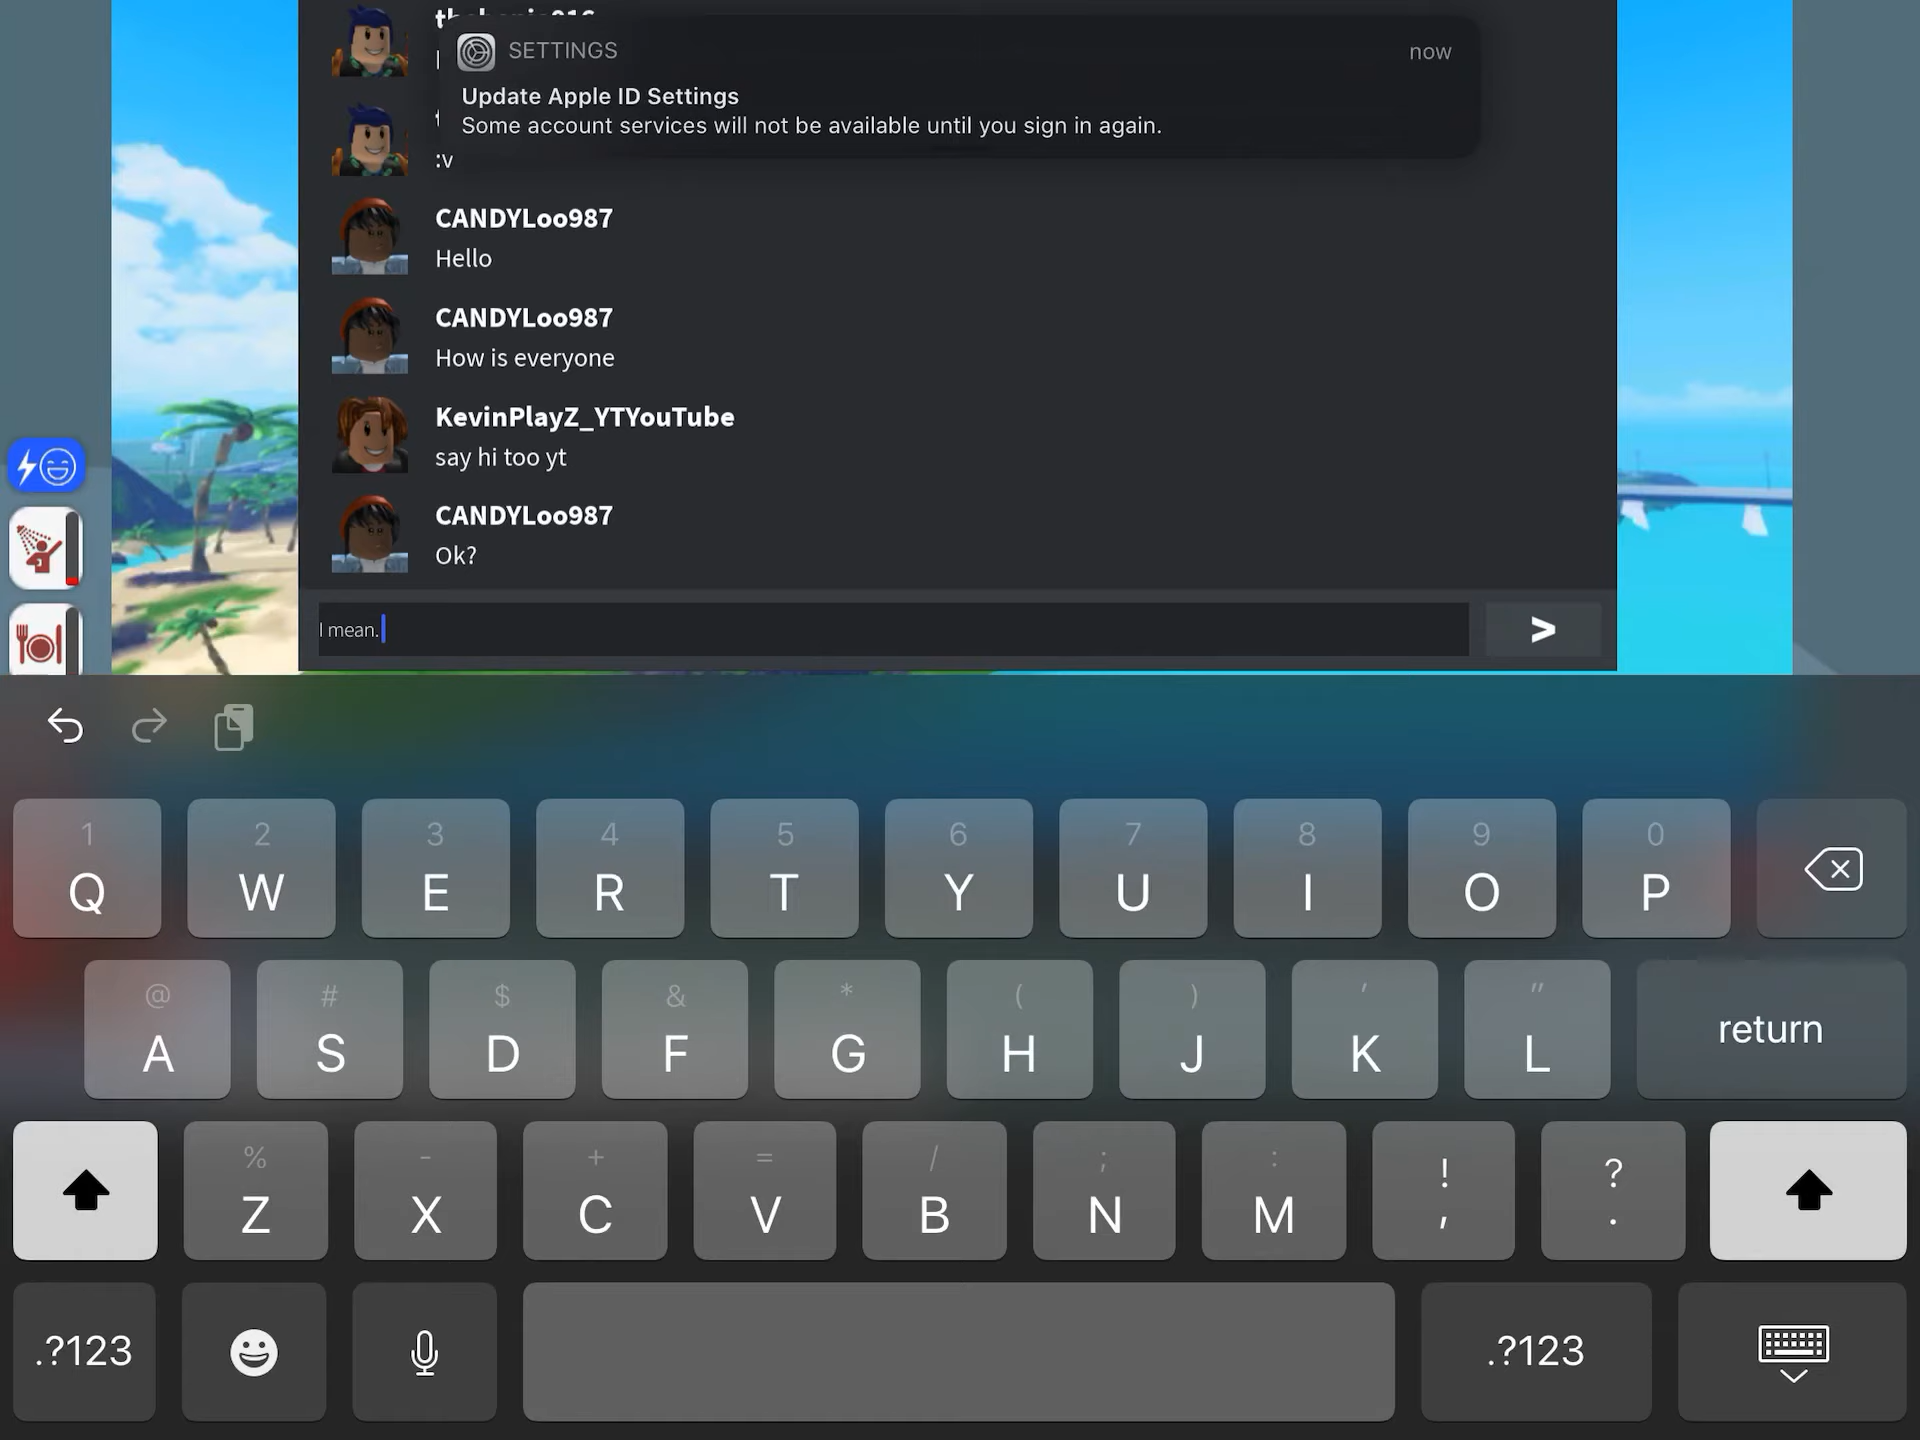 SETTINGS
now
Update Apple ID Settings
Some account services will not be available until you sign in again.
:v
CANDYLoo987
Hello
CANDYLoo987
How is everyone
KevinPlayZ_YTYouTube
say hi too yt
CANDYLoo987
Ok?
I mean.
>
1 2 3 4 5 6 7 8 9 0
Q W E R T Y U I O P
@ # $ & * ( ) ' "
A S D F G H J K L return
% - + = / ; : ! ?
Z X C V B N M , .
.?123 .?123